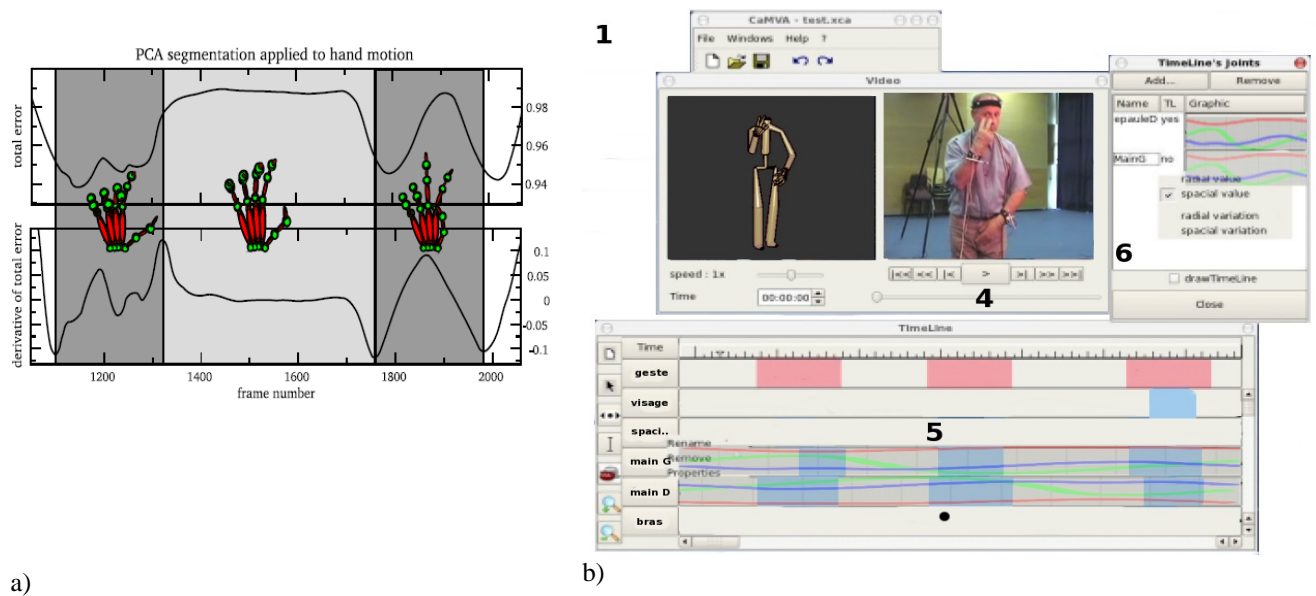 PCA segmentation applied to hand motion
total error
0.98
0.96
0.94
derivative of total error
0.1
0.05
0
-0.05
-0.1
1200 1400 1600 1800 2000
frame number
a)
1
CaMVA - test.xca
File Windows Help ?
Video
speed : 1x
Time 00:00:00
|<< << |< > >| >> >>|
4
TimeLine's joints
Add... Remove
Name TL Graphic
epauleD yes
MainG no
radial value
spacial value
radial variation
spacial variation
6
drawTimeLine
Close
TimeLine
Time
geste
visage
spaci..
5
Rename
main G
Remove
Properties
main D
bras
b)